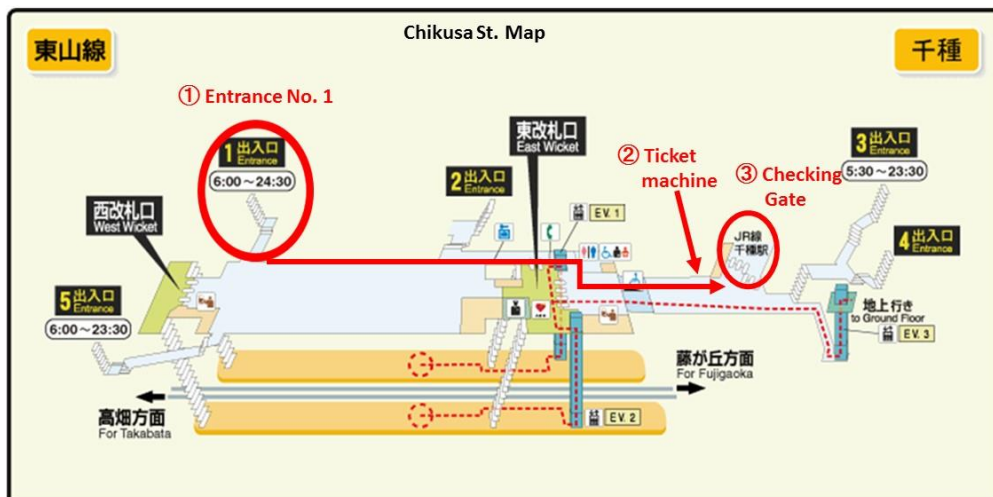 東山線
Chikusa St. Map
千種
① Entrance No. 1
1 出入口
Entrance
6:00～24:30
西改札口
West Wicket
5 出入口
Entrance
6:00～23:30
2 出入口
Entrance
東改札口
East Wicket
EV. 1
② Ticket
machine
③ Checking
Gate
JR線
千種駅
3 出入口
Entrance
5:30～23:30
4 出入口
Entrance
地上行き
to Ground Floor
EV. 3
藤が丘方面
For Fujigaoka
高畑方面
For Takabata
EV. 2